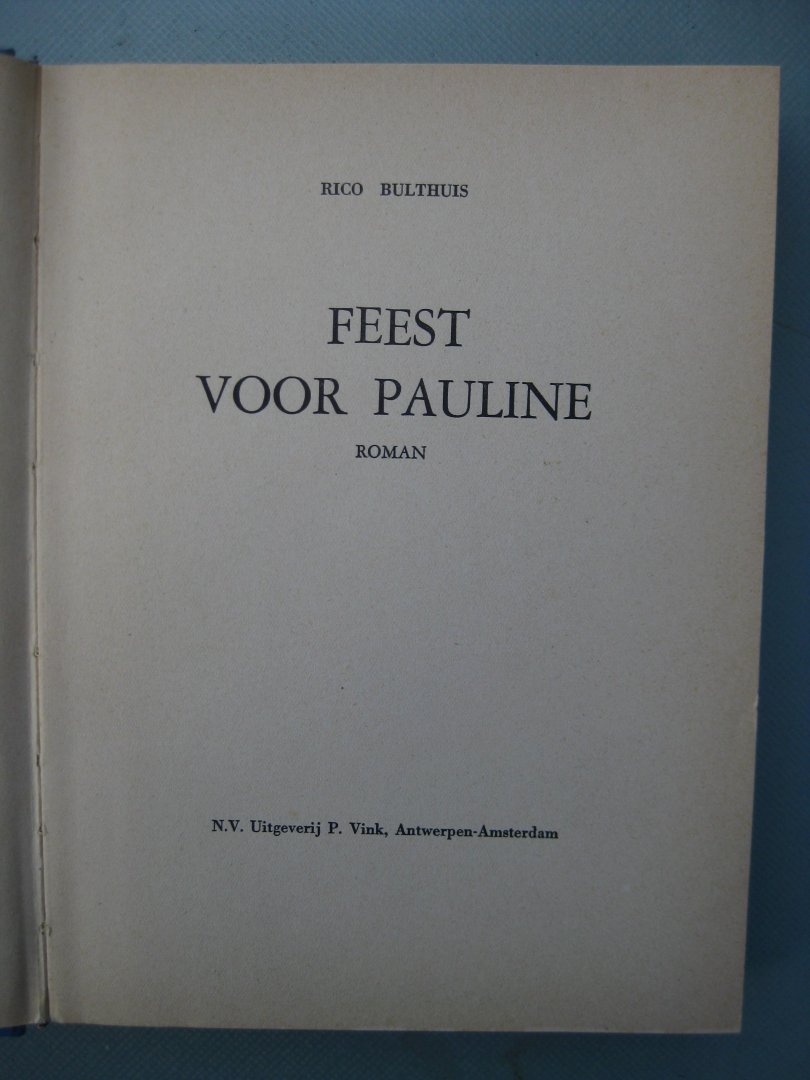 RICO BULTHUIS
FEEST
VOOR PAULINE
ROMAN
N.V. Uitgeverij P. Vink, Antwerpen-Amsterdam